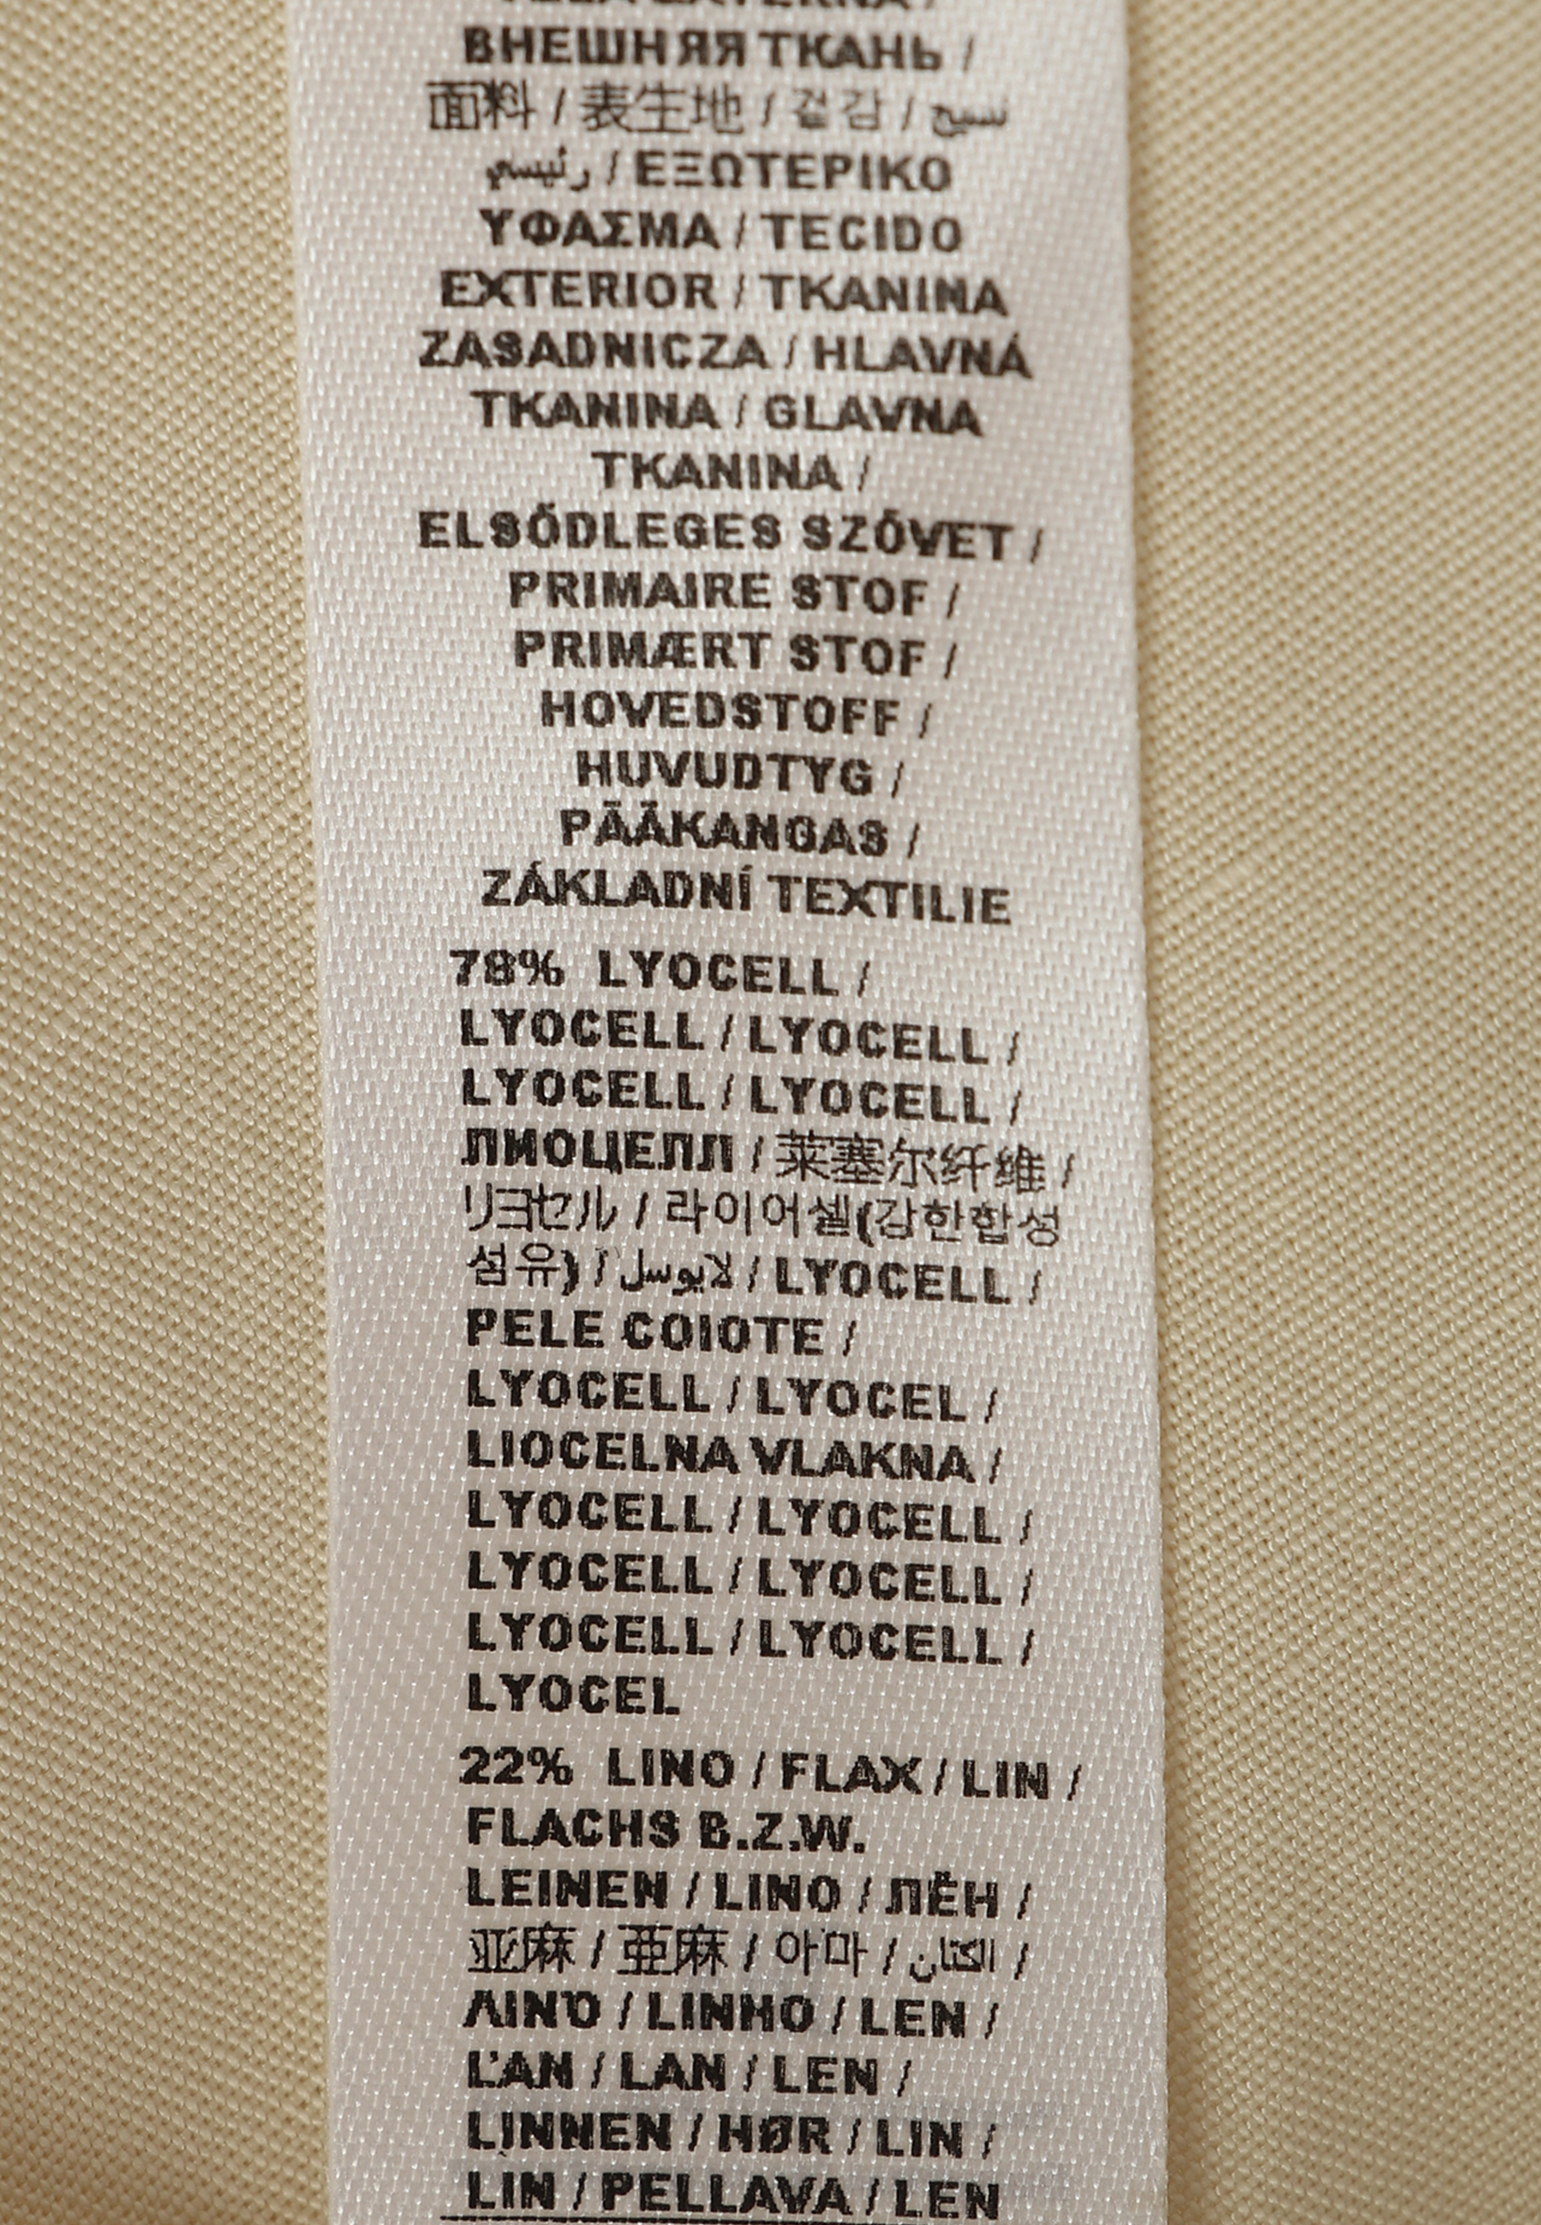 ВНЕШНЯЯ ТКАНЬ /
面料 / 表生地 / 겉감 / نسيج
رئيسي / ΕΞΩΤΕΡΙΚΟ
ΥΦΑΣΜΑ / TECIDO
EXTERIOR / TKANINA
ZASADNICZA / HLAVNÁ
TKANINA / GLAVNA
TKANINA /
ELSŐDLEGES SZÖVET /
PRIMAIRE STOF /
PRIMÆRT STOF /
HOVEDSTOFF /
HUVUDTYG /
PÄÄKANGAS /
ZÁKLADNÍ TEXTILIE
78% LYOCELL /
LYOCELL / LYOCELL /
LYOCELL / LYOCELL /
ЛИОЦЕЛЛ / 莱塞尔纤维 /
リヨセル / 라이어셀(강한합성
섬유) / لايوسل / LYOCELL /
PELE COIOTE /
LYOCELL / LYOCEL /
LIOCELNA VLAKNA /
LYOCELL / LYOCELL /
LYOCELL / LYOCELL /
LYOCELL / LYOCELL /
LYOCEL
22% LINO / FLAX / LIN /
FLACHS B.Z.W.
LEINEN / LINO / ЛЁН /
亚麻 / 亜麻 / 아마 / الكتان /
ΛΙΝΌ / LINHO / LEN /
ĽAN / LAN / LEN /
LINNEN / HØR / LIN /
LIN / PELLAVA / LEN